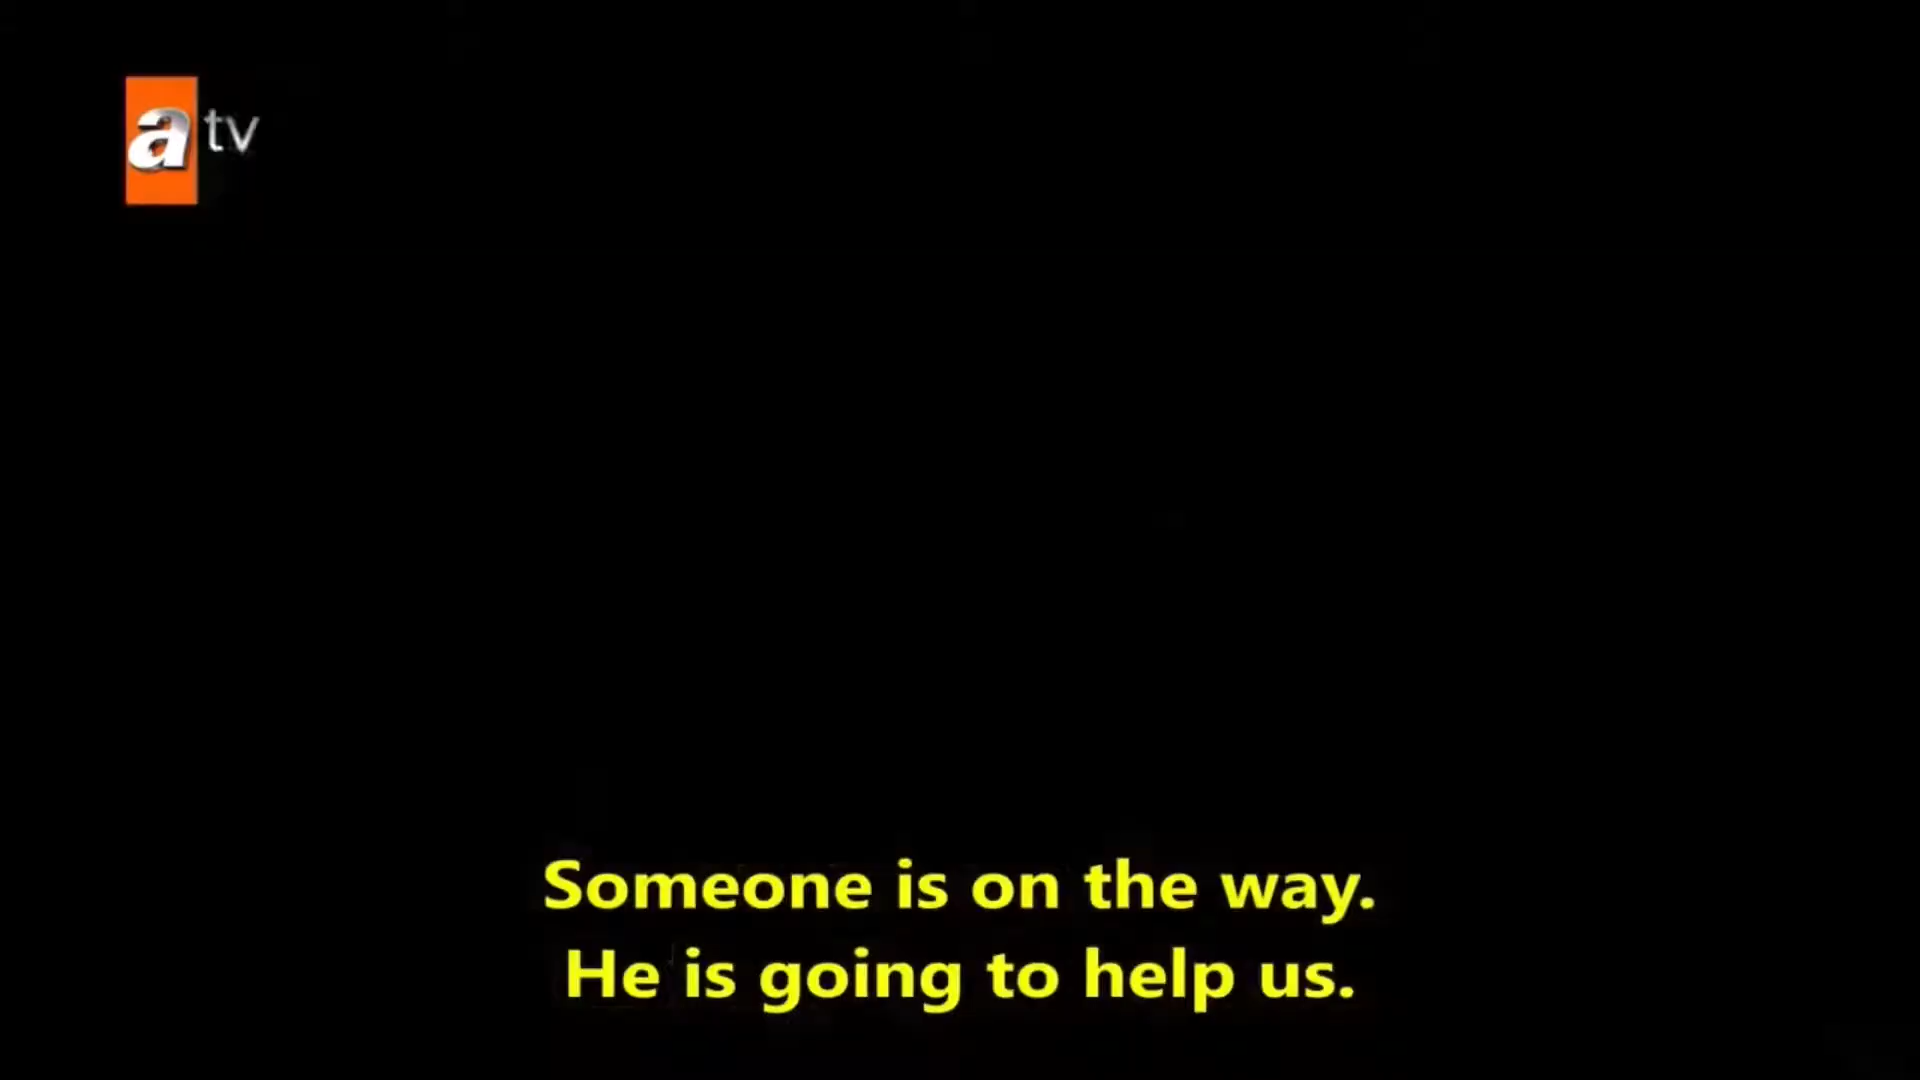 atv
Someone is on the way.
He is going to help us.